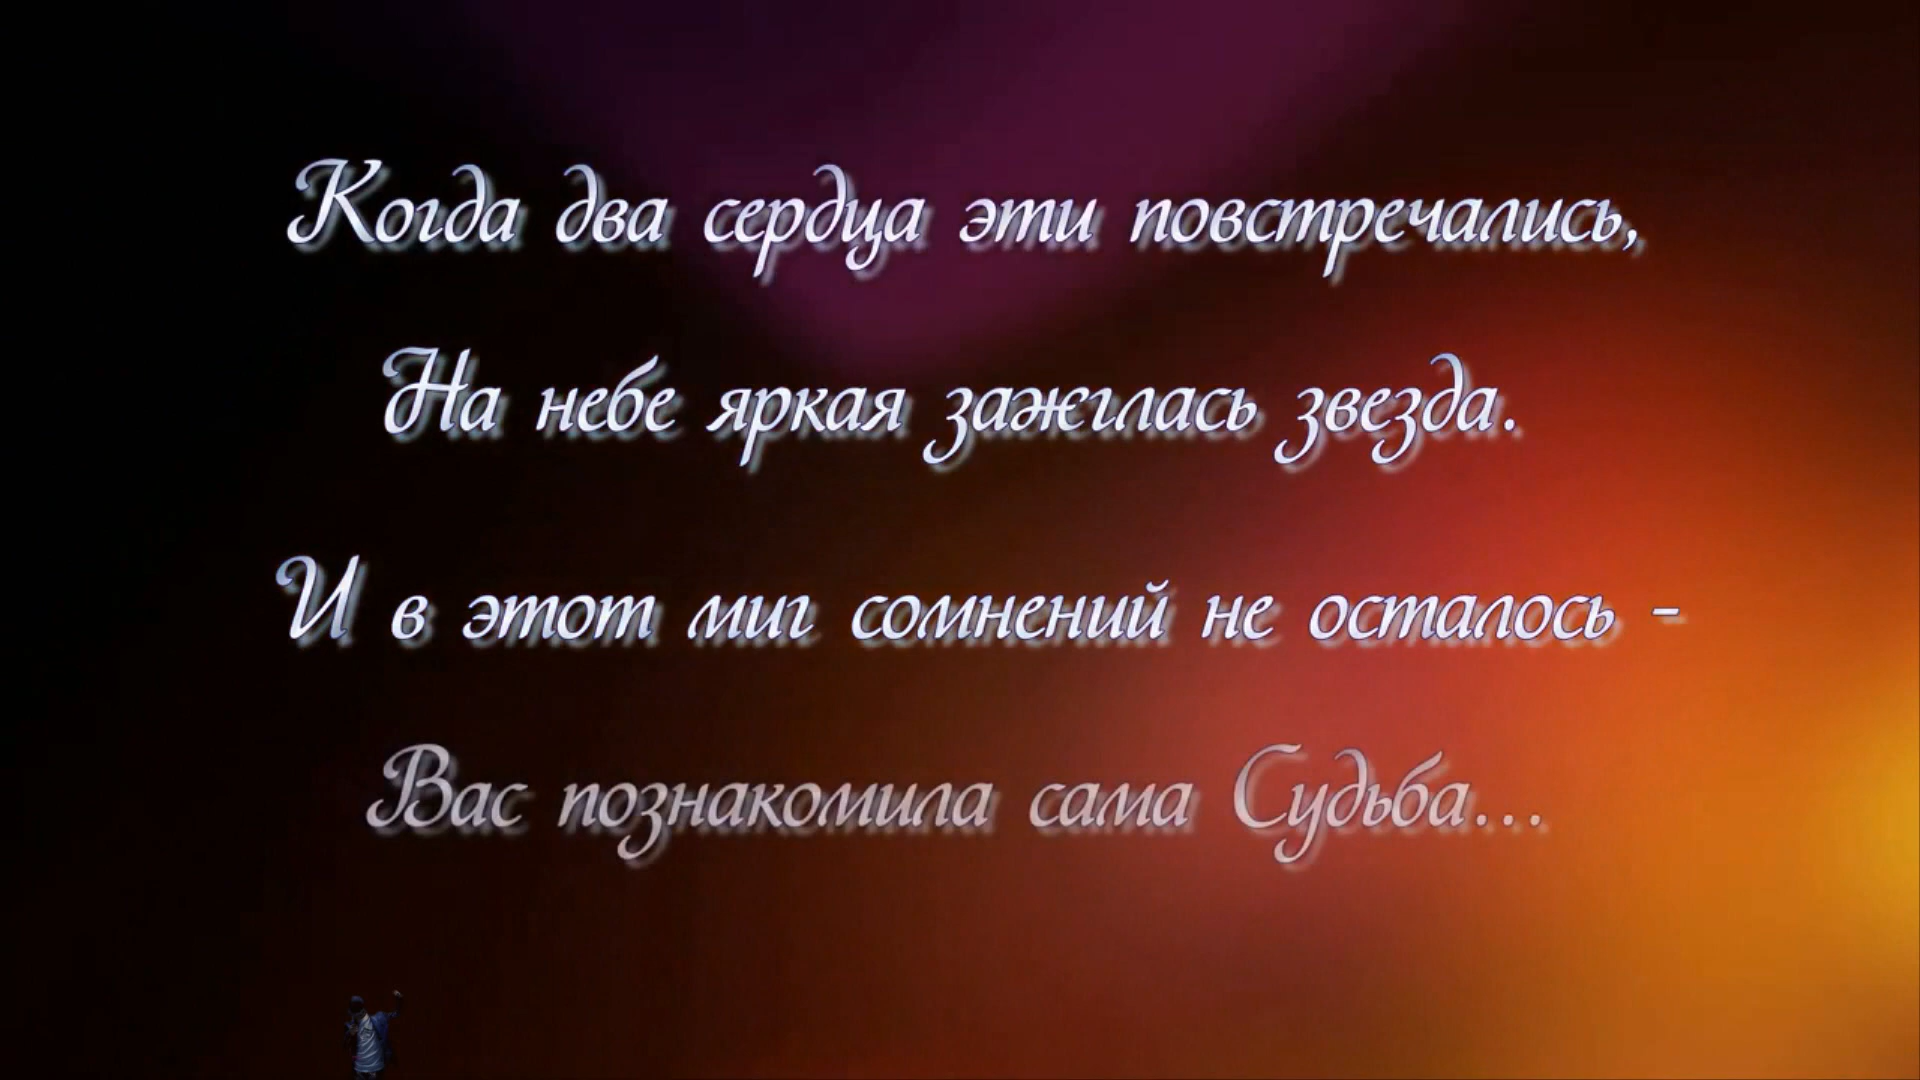 Когда два сердца эти повстречались,
На небе яркая зажглась звезда.
И в этот миг сомнений не осталось -
Вас познакомила сама Судьба...